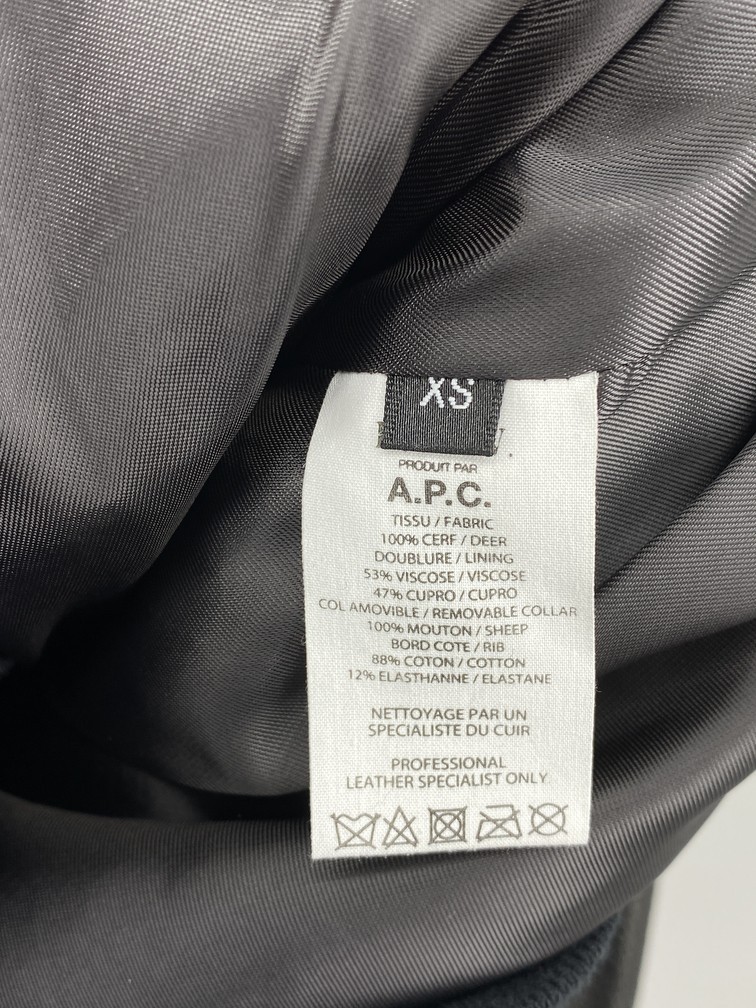 XS
PRODUIT PAR
A.P.C.
TISSU / FABRIC
100% CERF / DEER
DOUBLURE / LINING
53% VISCOSE / VISCOSE
47% CUPRO / CUPRO
COL AMOVIBLE / REMOVABLE COLLAR
100% MOUTON / SHEEP
BORD COTE / RIB
88% COTON / COTTON
12% ELASTHANNE / ELASTANE
NETTOYAGE PAR UN
SPECIALISTE DU CUIR
PROFESSIONAL
LEATHER SPECIALIST ONLY